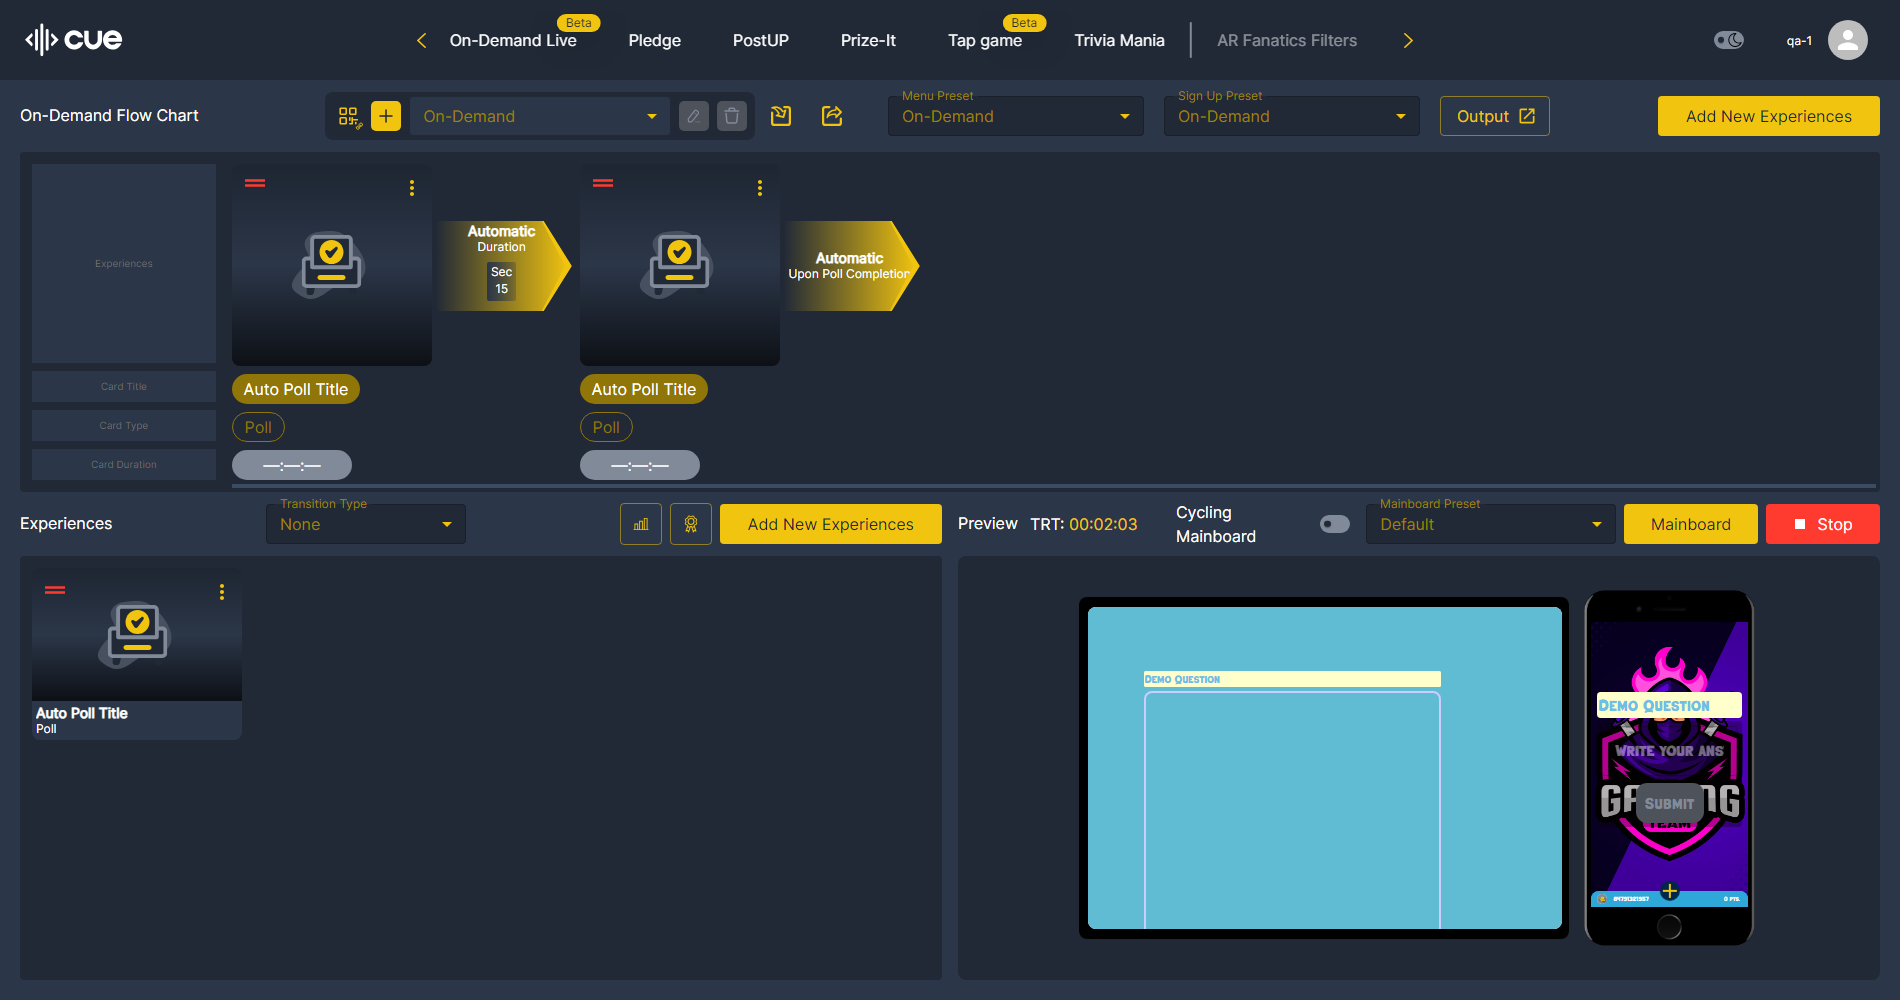 cue
On-Demand Live
Beta
Pledge
PostUP
Prize-It
Tap game
Beta
Trivia Mania
AR Fanatics Filters
qa-1
On-Demand Flow Chart
On-Demand
Menu Preset
On-Demand
Sign Up Preset
On-Demand
Output
Add New Experiences
Experiences
Card Title
Card Type
Card Duration
Automatic
Duration
Sec
15
Automatic
Upon Poll Completion
Auto Poll Title
Poll
—:—:—
Auto Poll Title
Poll
—:—:—
Experiences
Transition Type
None
Add New Experiences
Preview
TRT: 00:02:03
Cycling
Mainboard
Mainboard Preset
Default
Mainboard
Stop
Auto Poll Title
Poll
Demo Question
Demo Question
Write your ans
Submit
TEAM
0 PTS.